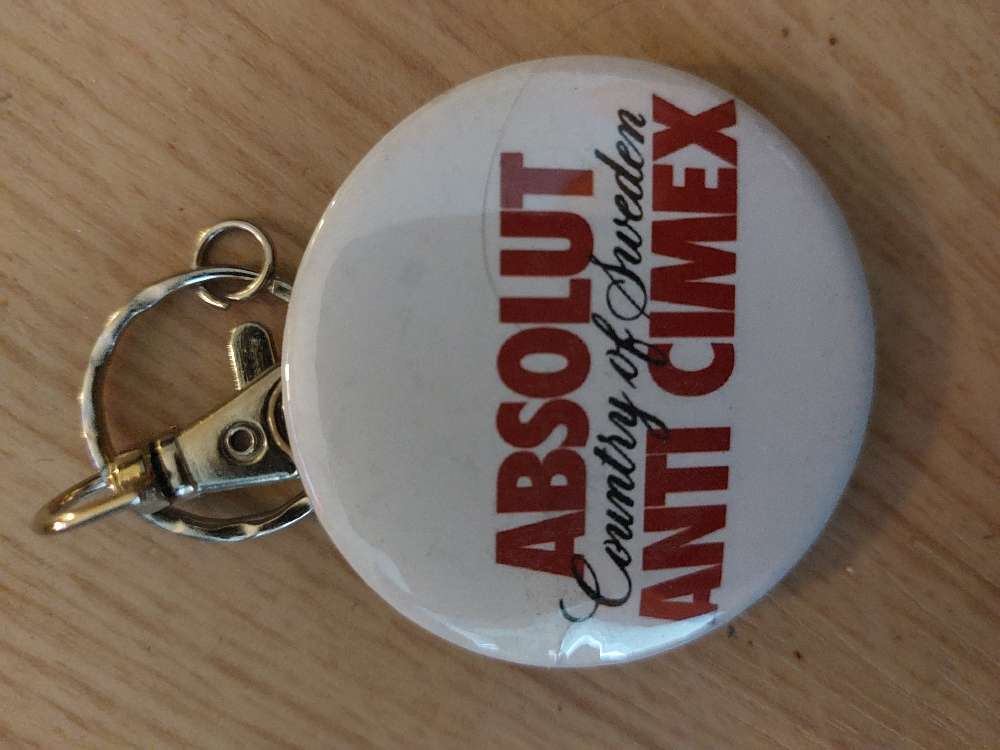 ABSOLUT
Country of Sweden
ANTI CIMEX